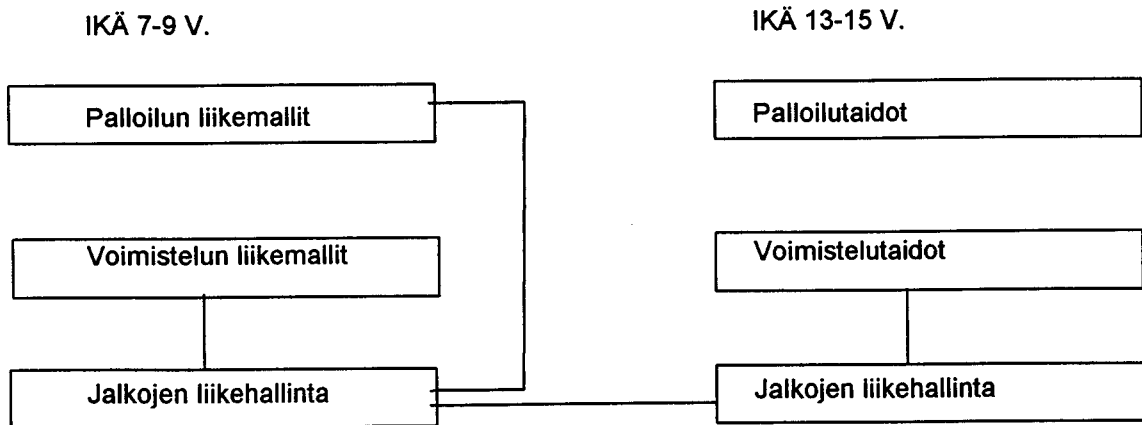 IKÄ 7-9 V.
IKÄ 13-15 V.
Palloilun liikemallit
Palloilutaidot
Voimistelun liikemallit
Voimistelutaidot
Jalkojen liikehallinta
Jalkojen liikehallinta